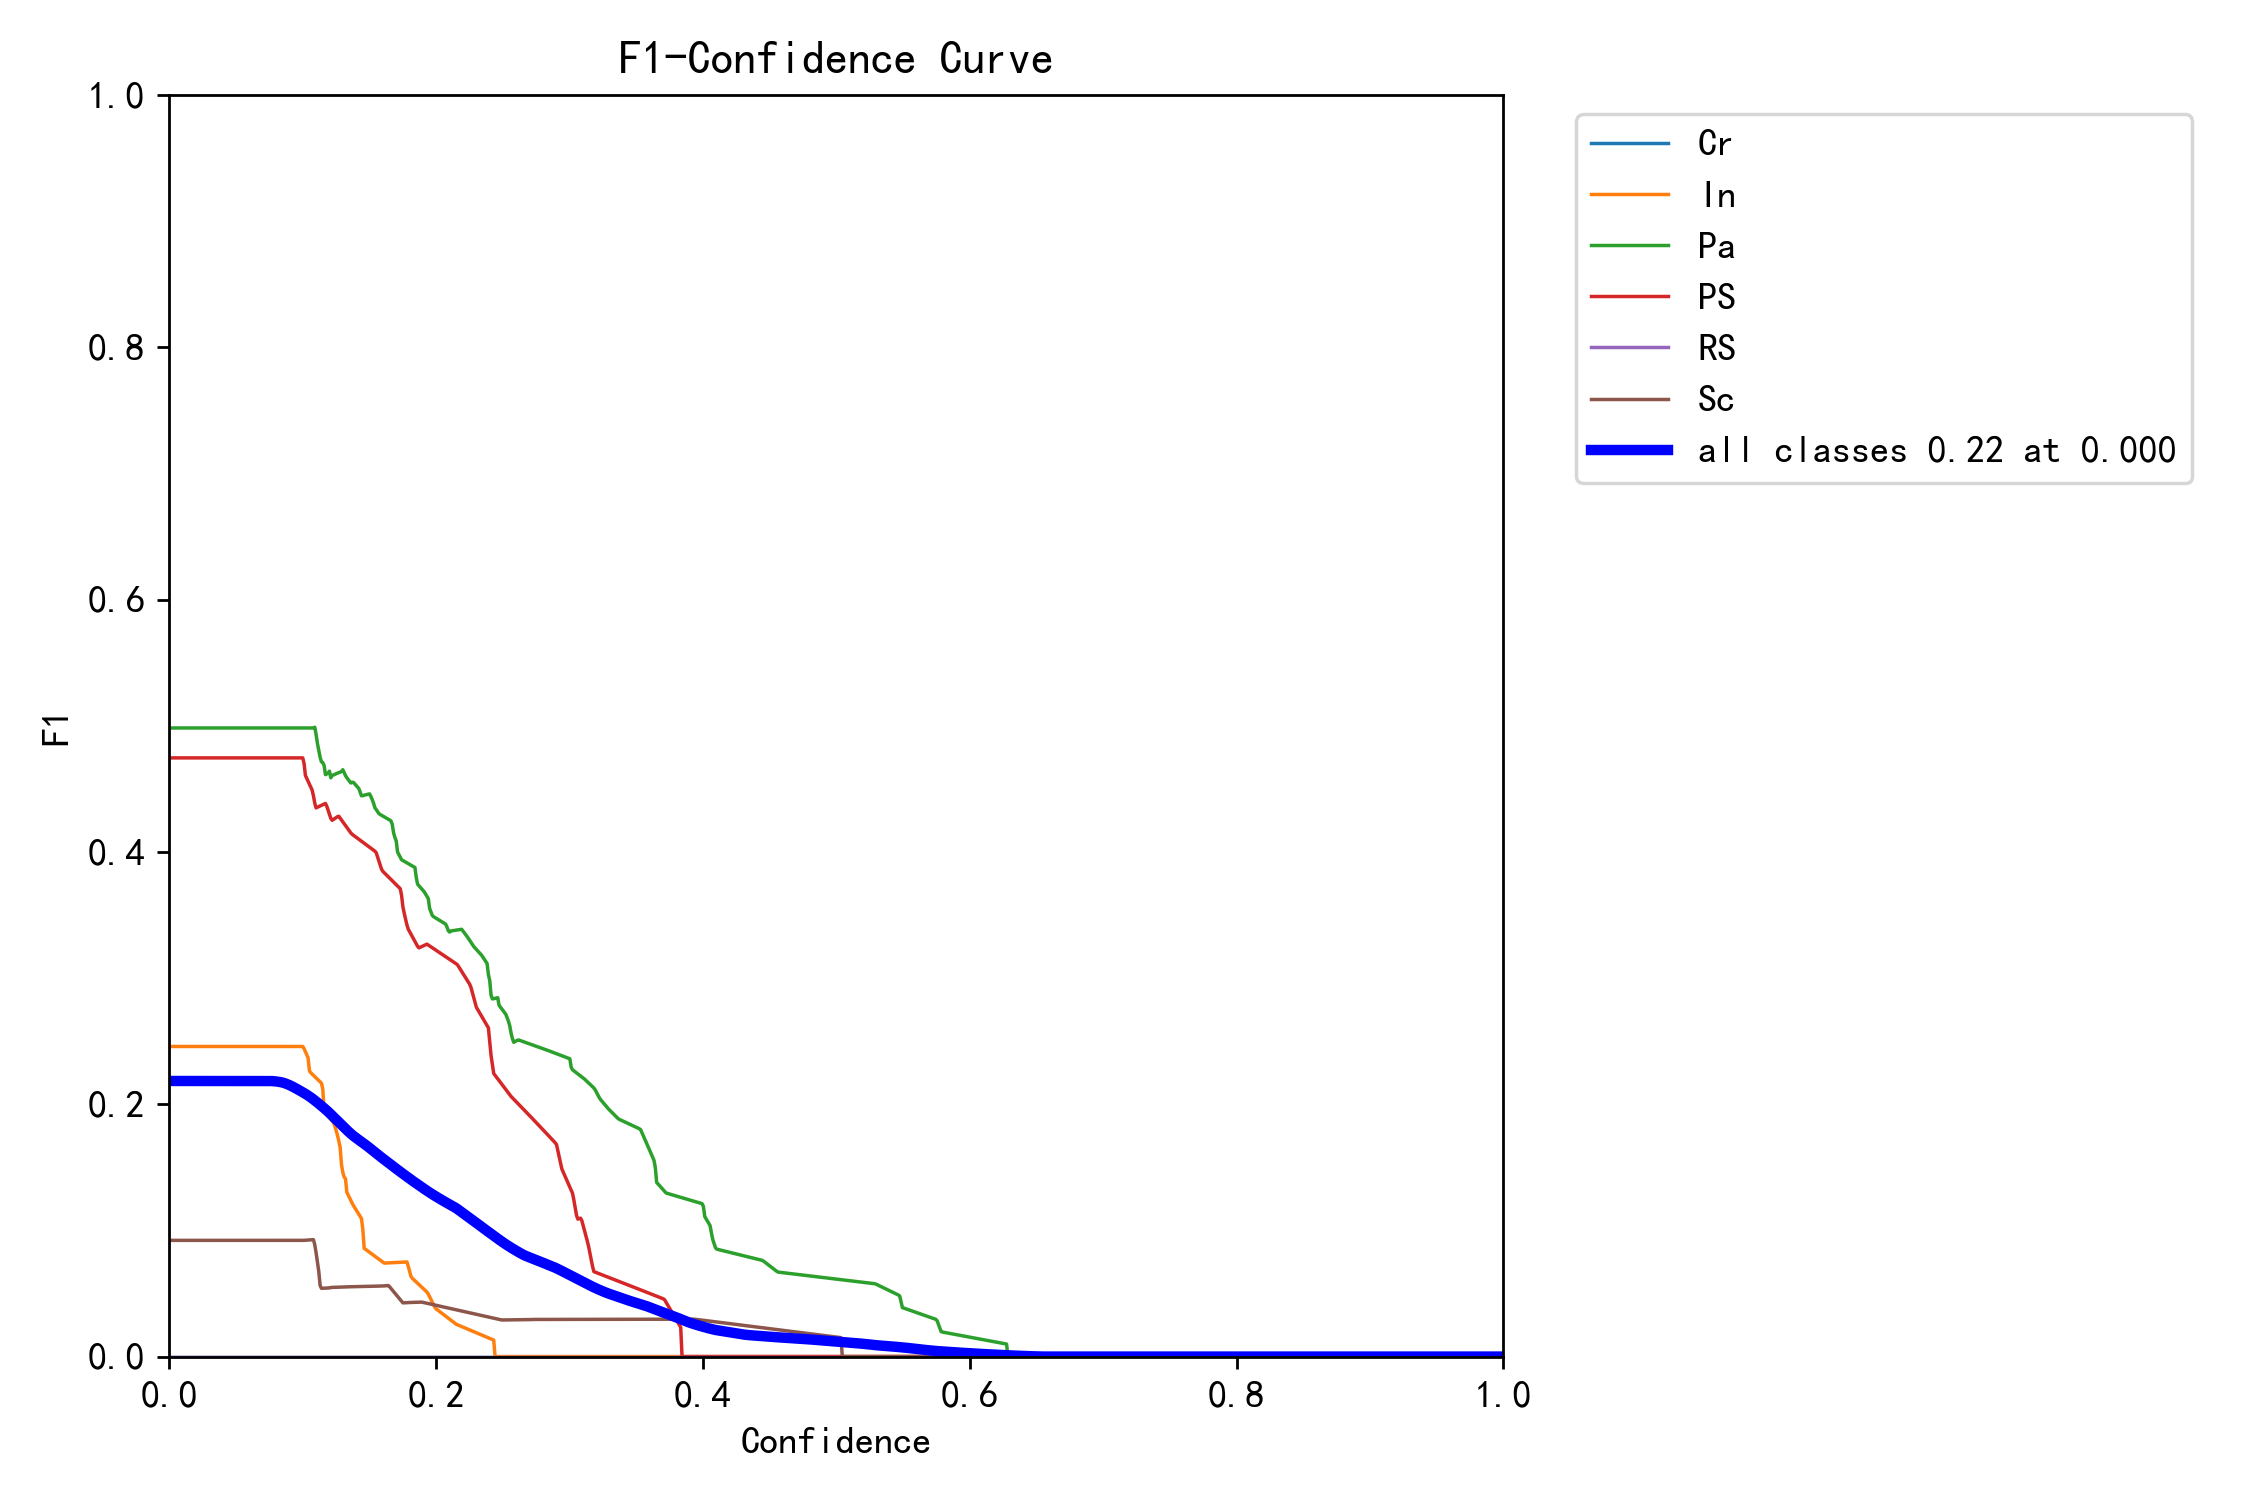 F1-Confidence Curve
1.0
0.8
0.6
0.4
0.2
0.0
F1
0.0 0.2 0.4 0.6 0.8 1.0
Confidence
Cr
In
Pa
PS
RS
Sc
all classes 0.22 at 0.000